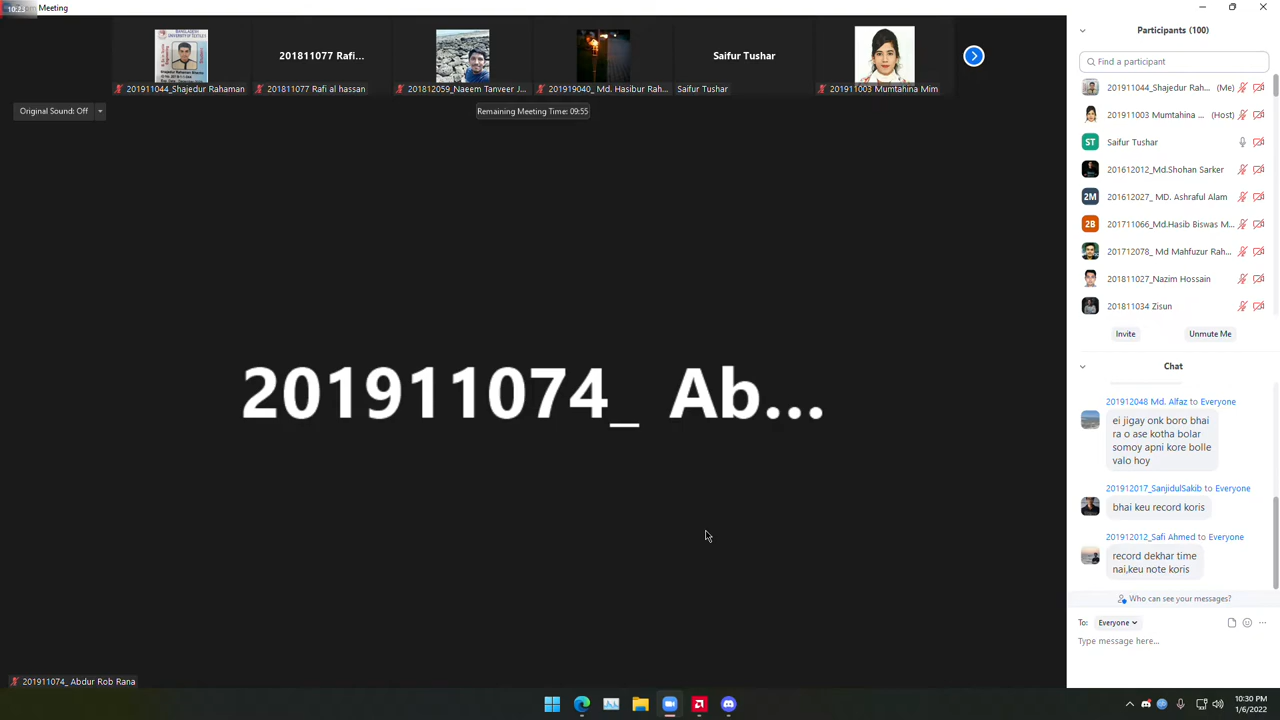 10:23
Meeting
201811077 Rafi...
Saifur Tushar
201911044_Shajedur Rahaman
201811077 Rafi al hassan
201812059_Naeem Tanveer J...
201919040_ Md. Hasibur Rah...
Saifur Tushar
201911003 Mumtahina Mim
Original Sound: Off
Remaining Meeting Time: 09:55
201911074_ Ab...
201911074_ Abdur Rob Rana
Participants (100)
Find a participant
201911044_Shajedur Rah... (Me)
201911003 Mumtahina ... (Host)
ST Saifur Tushar
201612012_Md.Shohan Sarker
2M 201612027_ MD. Ashraful Alam
2B 201711066_Md.Hasib Biswas M...
201712078_ Md Mahfuzur Rah...
201811027_Nazim Hossain
201811034 Zisun
Invite Unmute Me
Chat
201912048 Md. Alfaz to Everyone
ei jigay onk boro bhai
ra o ase kotha bolar
somoy apni kore bolle
valo hoy
201912017_SanjidulSakib to Everyone
bhai keu record koris
201912012_Safi Ahmed to Everyone
record dekhar time
nai,keu note koris
Who can see your messages?
To: Everyone
Type message here...
10:30 PM
1/6/2022